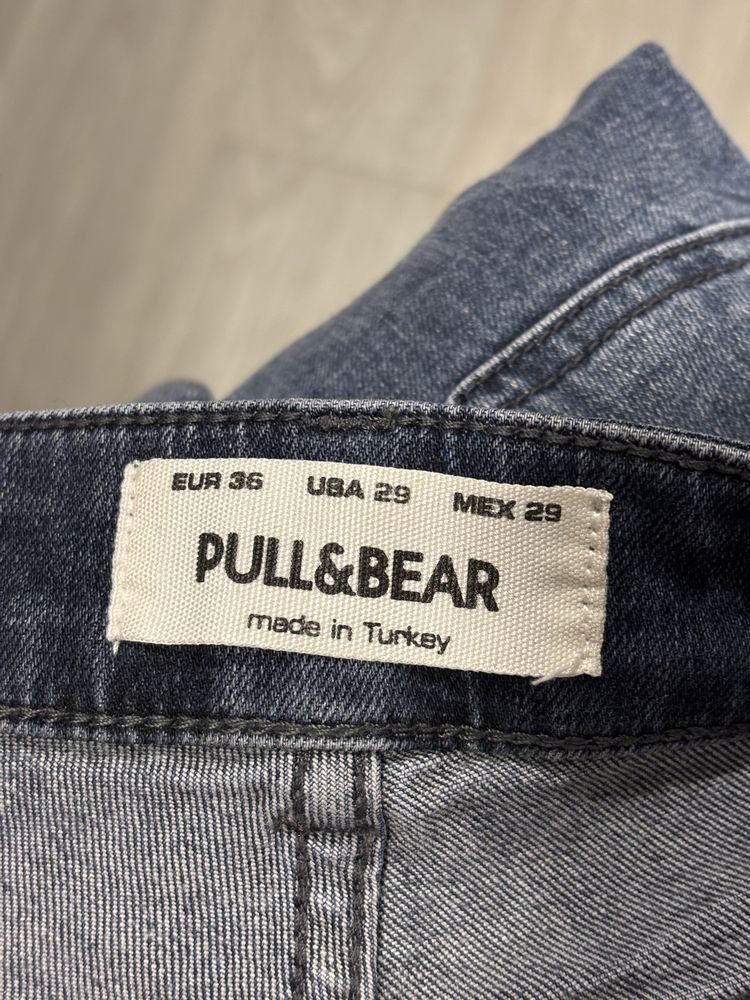 EUR 36 USA 29 MEX 29
PULL&BEAR
made in Turkey